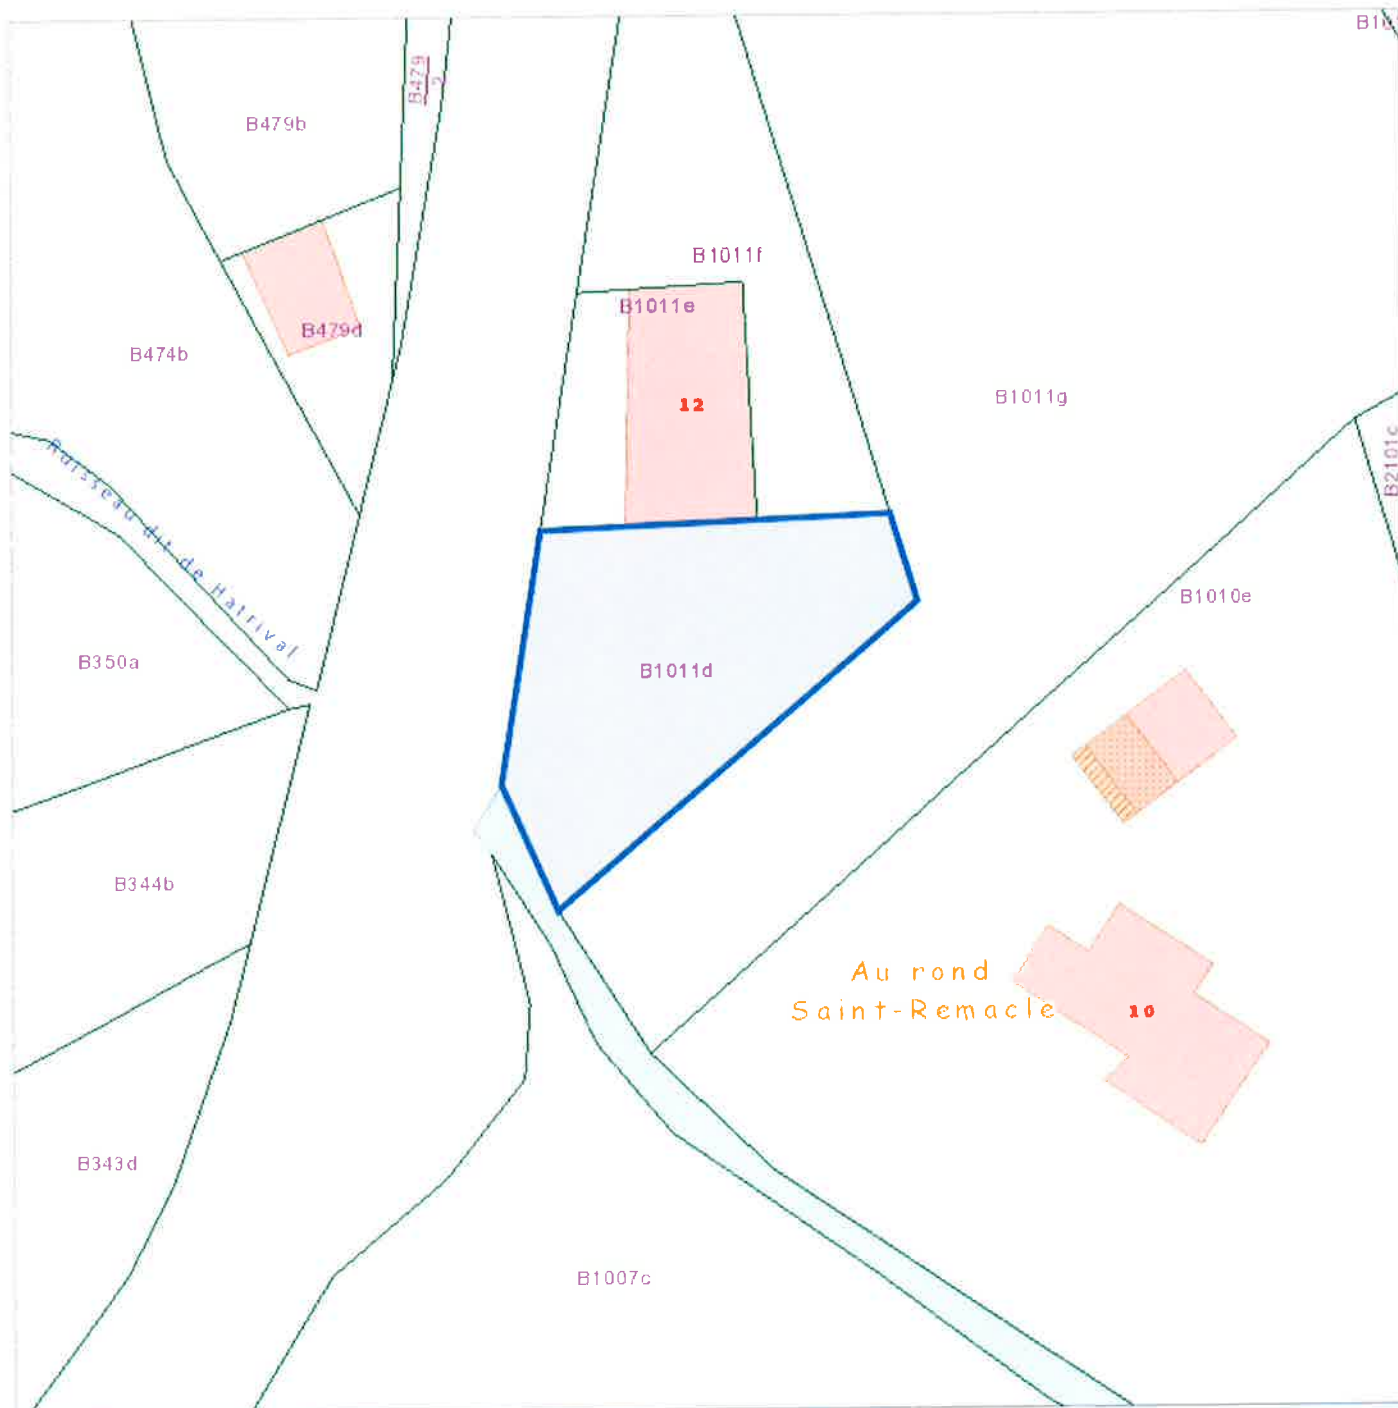 B10
B479
2
B479b
B1011f
B1011e
B479d
B474b
B1011g
12
B2101c
Ruisseau dit de Hatrival
B1010e
B350a
B1011d
B344b
Au rond
Saint-Remacle
10
B343d
B1007c